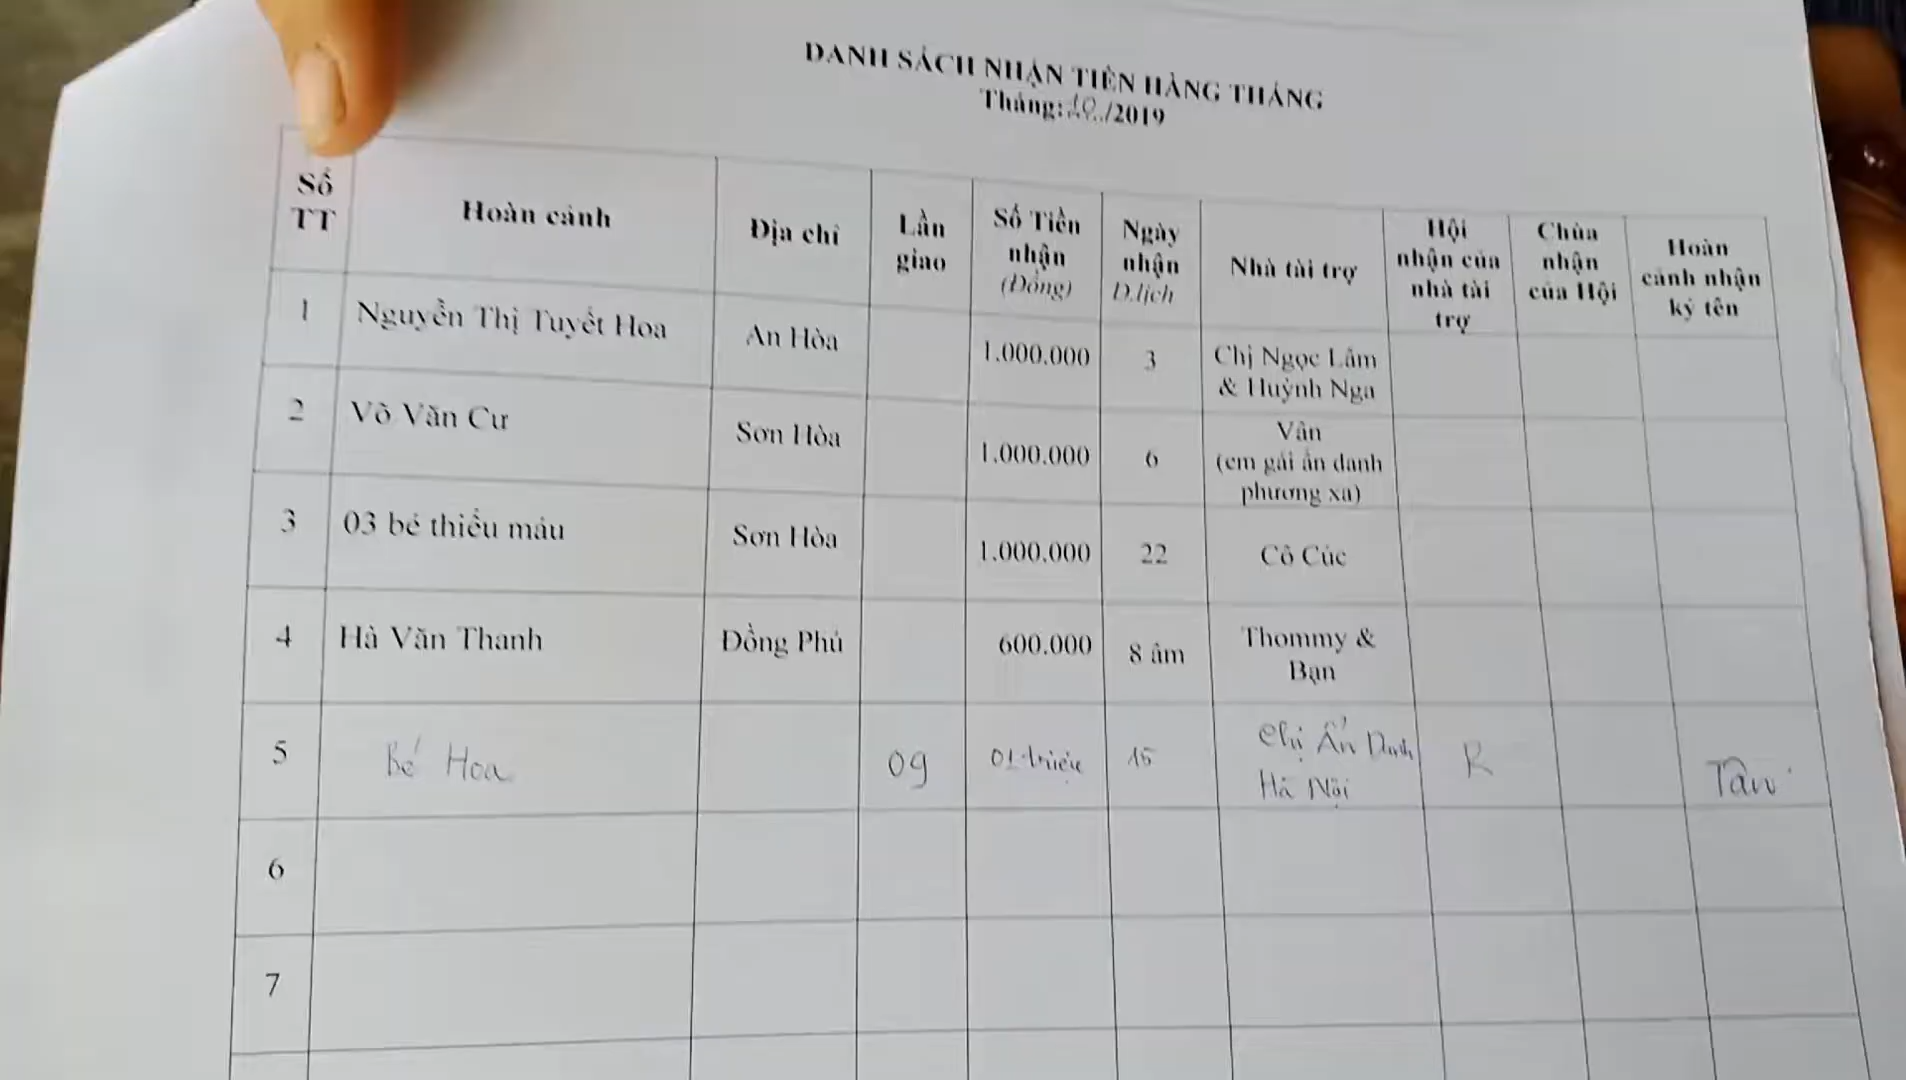 DANH SÁCH NHẬN TIỀN HÀNG THÁNG
Tháng:10../2019
Số TT
Hoàn cảnh
Địa chỉ
Lần giao
Số Tiền nhận (Đồng)
Ngày nhận D.lịch
Nhà tài trợ
Hội nhận của nhà tài trợ
Chùa nhận của Hội
Hoàn cảnh nhận ký tên
1 Nguyễn Thị Tuyết Hoa An Hòa 1.000.000 3 Chị Ngọc Lâm & Huỳnh Nga
2 Võ Văn Cư Sơn Hòa 1.000.000 6 Vân (em gái ẩn danh phương xa)
3 03 bé thiếu máu Sơn Hòa 1.000.000 22 Cô Cúc
4 Hà Văn Thanh Đồng Phú 600.000 8 âm Thommy & Bạn
5 Bé Hoa 09 01 triệu 15 Chị Ẩn Danh Hà Nội R Tân
6
7